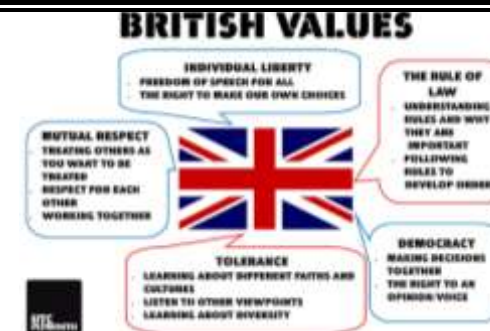 BRITISH VALUES
INDIVIDUAL LIBERTY
FREEDOM OF SPEECH FOR ALL
THE RIGHT TO MAKE OUR OWN CHOICES
THE RULE OF
LAW
UNDERSTANDING
RULES AND WHY
THEY ARE
IMPORTANT
FOLLOWING
RULES TO
DEVELOP ORDER
MUTUAL RESPECT
TREATING OTHERS AS
YOU WANT TO BE
TREATED
RESPECT FOR EACH
OTHER
WORKING TOGETHER
TOLERANCE
LEARNING ABOUT DIFFERENT FAITHS AND
CULTURES
LISTEN TO OTHER VIEWPOINTS
LEARNING ABOUT DIVERSITY
DEMOCRACY
MAKING DECISIONS
TOGETHER
THE RIGHT TO AN
OPINION/VOICE
UTC
PLYMOUTH